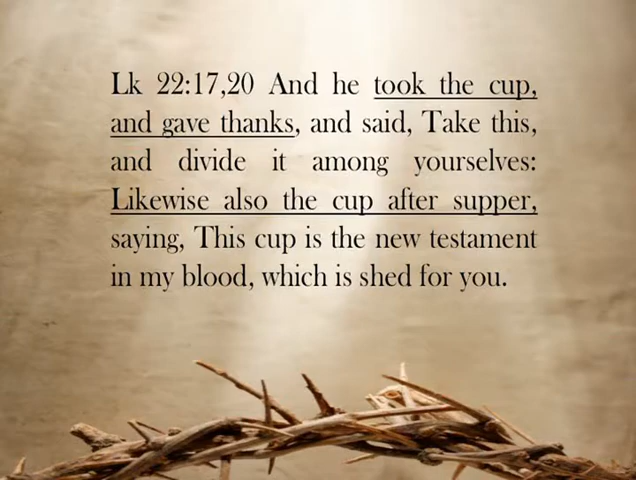 Lk 22:17,20 And he took the cup,
and gave thanks, and said, Take this,
and divide it among yourselves:
Likewise also the cup after supper,
saying, This cup is the new testament
in my blood, which is shed for you.